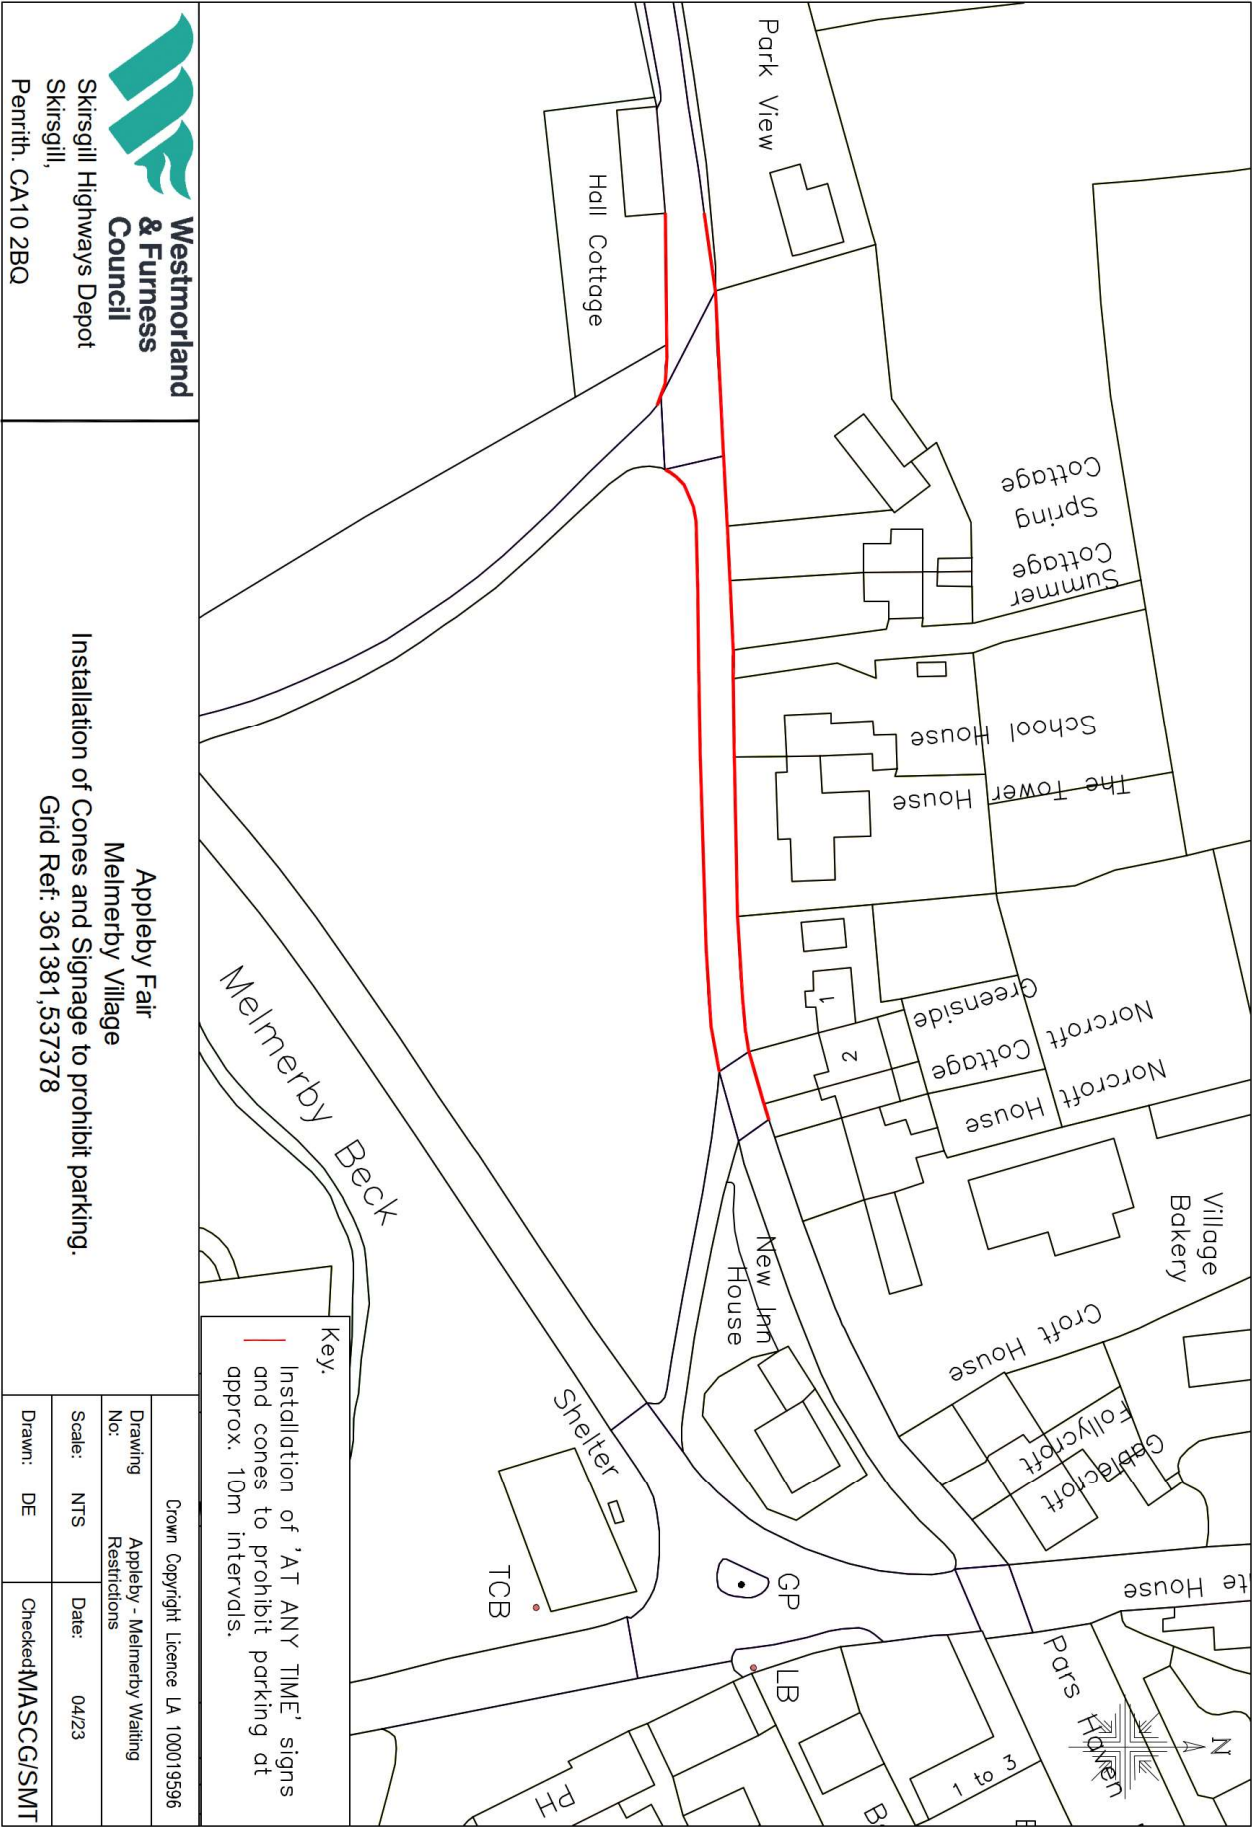 Park View
Hall Cottage
Spring
Cottage
Summer
Cottage
School House
The Tower House
1
2
Greenside
Norcroft
Cottage
Norcroft
House
Village
Bakery
New Inn
House
Croft House
Follycroft
Gablecroft
Melmerby Beck
Shelter
TCB
GP
LB
te House
Pars Haven
1 to 3
PH
N
Key.
Installation of 'AT ANY TIME' signs
and cones to prohibit parking at
approx. 10m intervals.
Westmorland
& Furness
Council
Skirsgill Highways Depot
Skirsgill,
Penrith. CA10 2BQ
Appleby Fair
Melmerby Village
Installation of Cones and Signage to prohibit parking.
Grid Ref: 361381,537378
Crown Copyright Licence LA 100019596
Drawing No: Appleby - Melmerby Waiting Restrictions
Scale: NTS Date: 04/23
Drawn: DE Checked MASCG/SMT